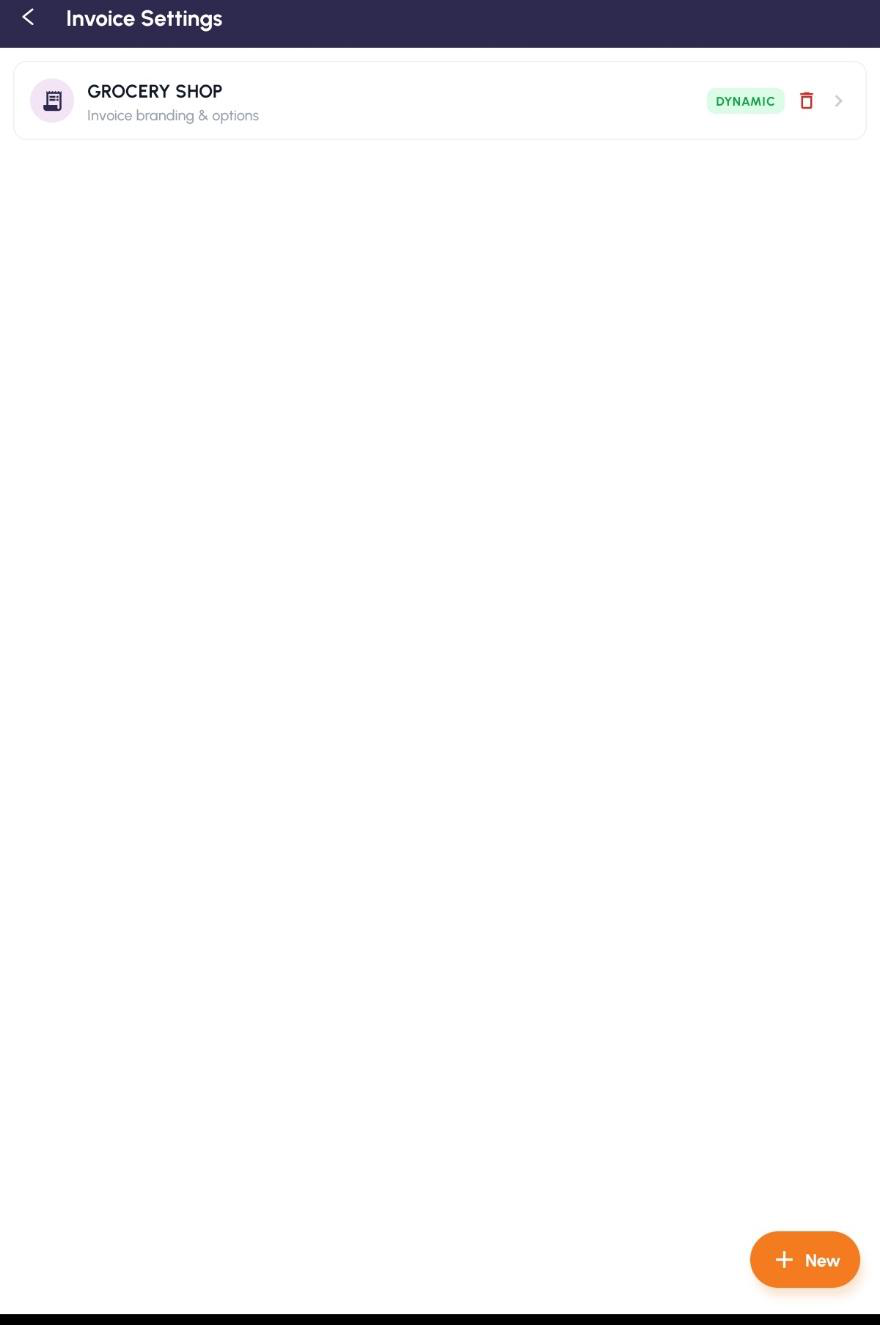 Invoice Settings
GROCERY SHOP
Invoice branding & options
DYNAMIC
New